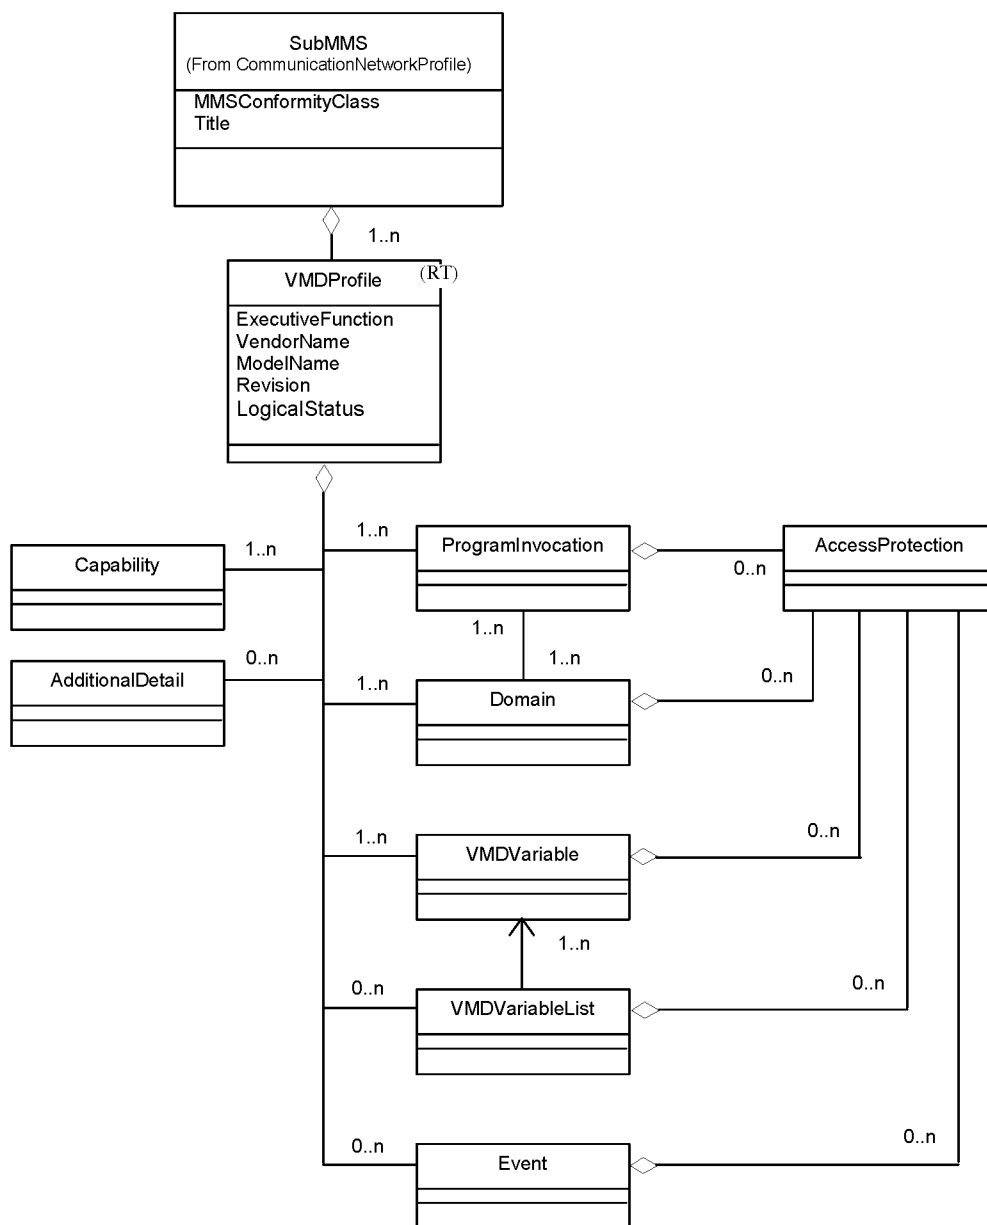 SubMMS
(From CommunicationNetworkProfile)
MMSConformityClass
Title
1..n
VMDProfile
(RT)
ExecutiveFunction
VendorName
ModelName
Revision
LogicalStatus
1..n
ProgramInvocation
AccessProtection
1..n
Capability
0..n
1..n
0..n
1..n
AdditionalDetail
1..n
Domain
0..n
1..n
VMDVariable
0..n
1..n
0..n
VMDVariableList
0..n
0..n
Event
0..n